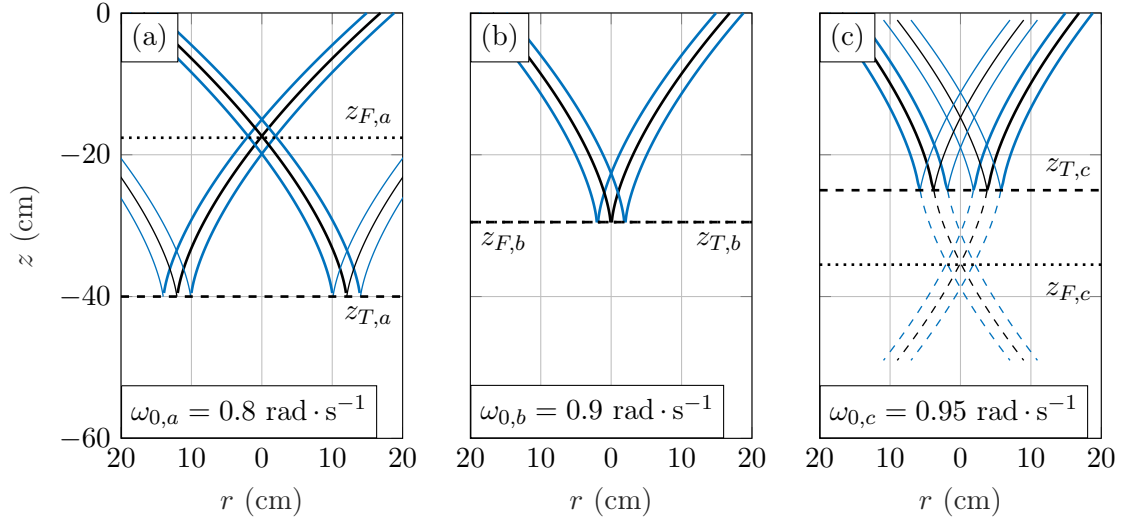 (a)
(b)
(c)
0
−20
−40
−60
z (cm)
z_{F,a}
z_{T,a}
z_{F,b}
z_{T,b}
z_{T,c}
z_{F,c}
ω_{0,a} = 0.8 rad · s^{−1}
ω_{0,b} = 0.9 rad · s^{−1}
ω_{0,c} = 0.95 rad · s^{−1}
20 10 0 10 20
20 10 0 10 20
20 10 0 10 20
r (cm)
r (cm)
r (cm)